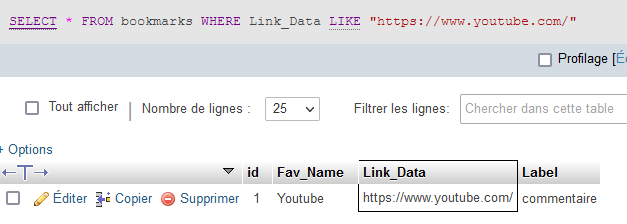 SELECT * FROM bookmarks WHERE Link_Data LIKE "https://www.youtube.com/"
Profilage [Éd
Tout afficher | Nombre de lignes : 25 Filtrer les lignes: Chercher dans cette table
+ Options
←T→ id Fav_Name Link_Data Label
Éditer Copier Supprimer 1 Youtube https://www.youtube.com/ commentaire